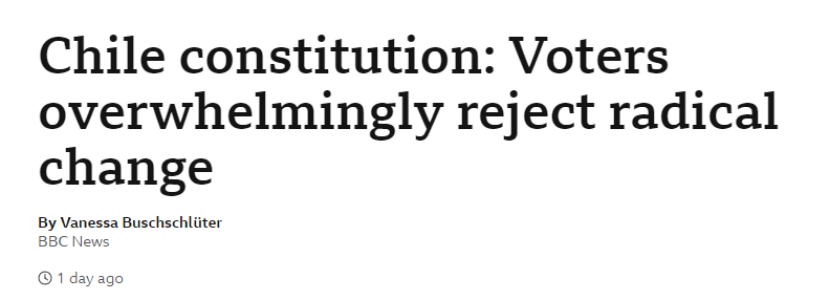 Chile constitution: Voters
overwhelmingly reject radical
change
By Vanessa Buschschlüter
BBC News
1 day ago